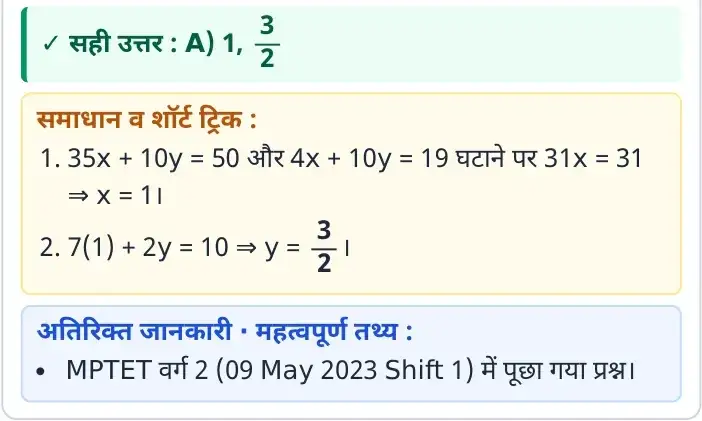 ✓ सही उत्तर : A) 1, 3/2
समाधान व शॉर्ट ट्रिक :
1. 35x + 10y = 50 और 4x + 10y = 19 घटाने पर 31x = 31
⇒ x = 1।
2. 7(1) + 2y = 10 ⇒ y = 3/2 ।
अतिरिक्त जानकारी · महत्वपूर्ण तथ्य :
• MPTET वर्ग 2 (09 May 2023 Shift 1) में पूछा गया प्रश्न।